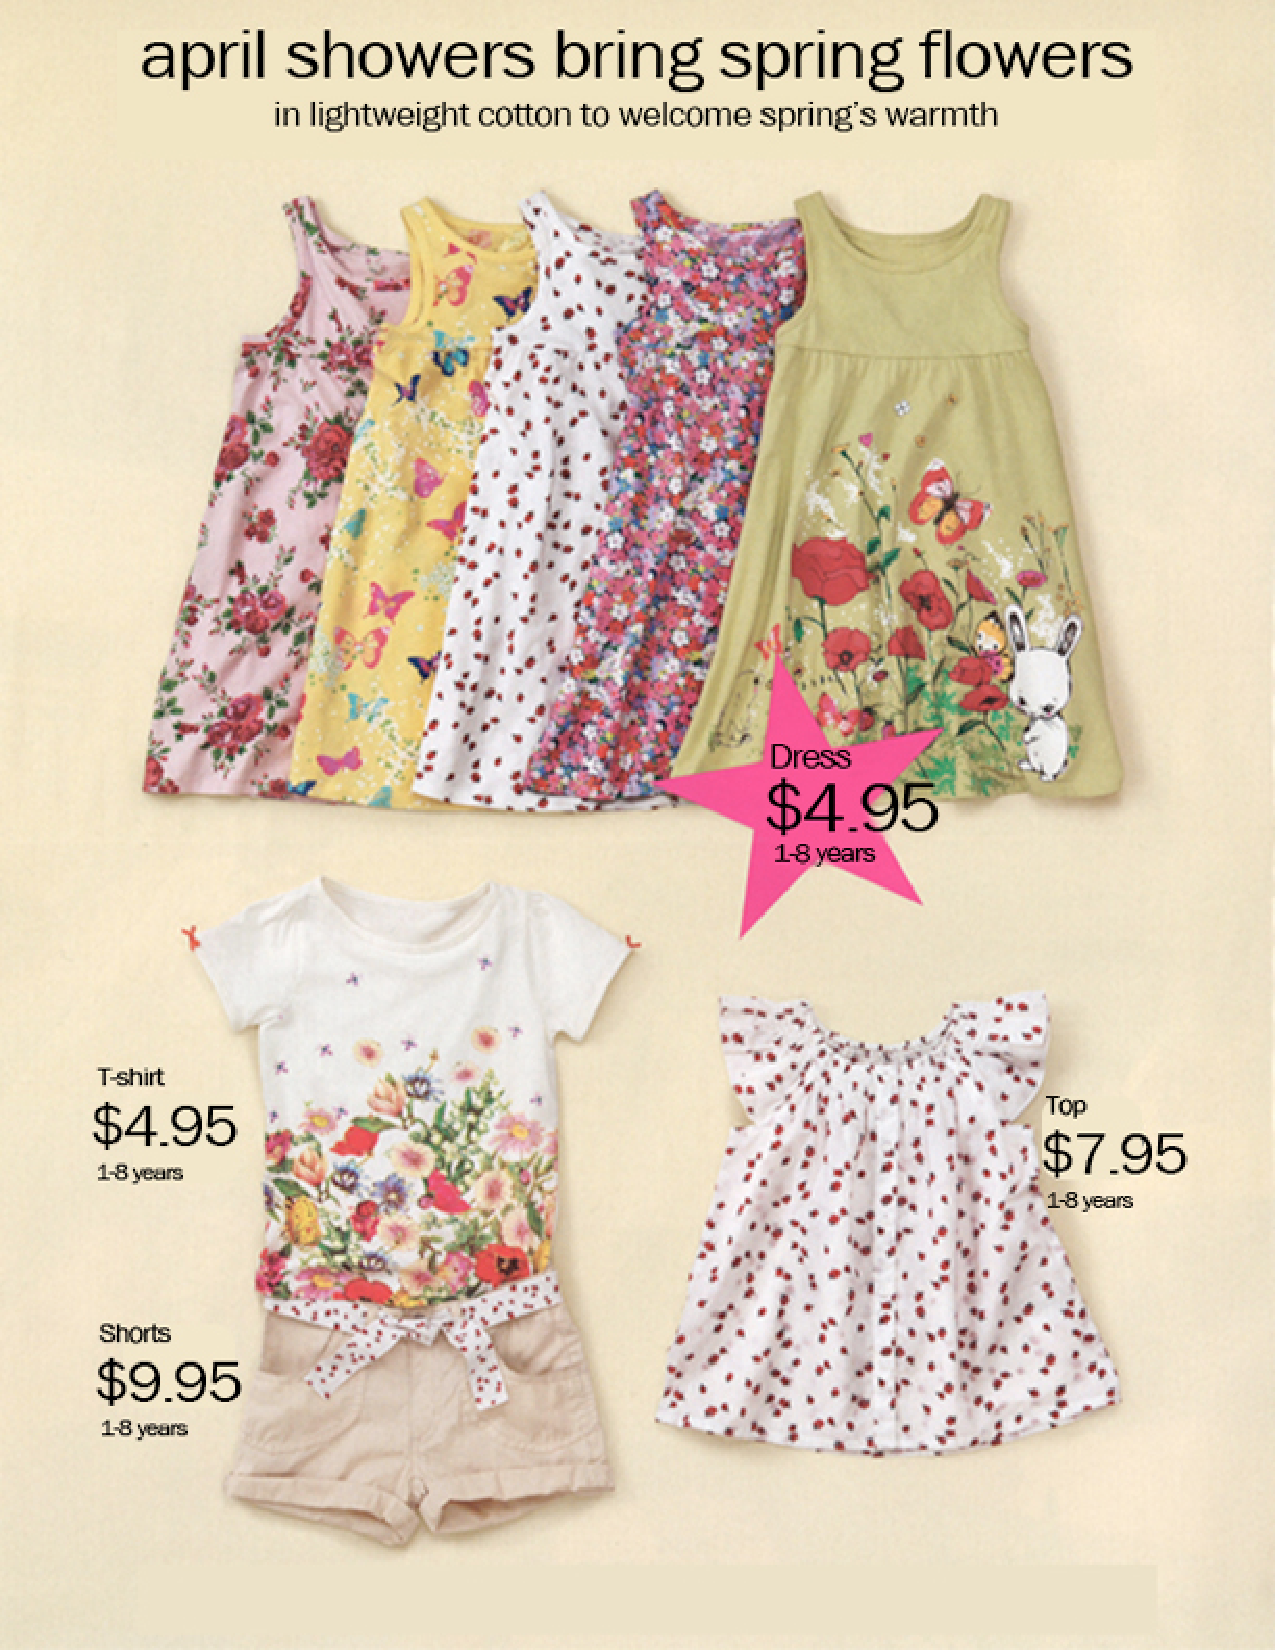 april showers bring spring flowers
in lightweight cotton to welcome spring's warmth
Dress
$4.95
1-8 years
T-shirt
$4.95
1-8 years
Top
$7.95
1-8 years
Shorts
$9.95
1-8 years